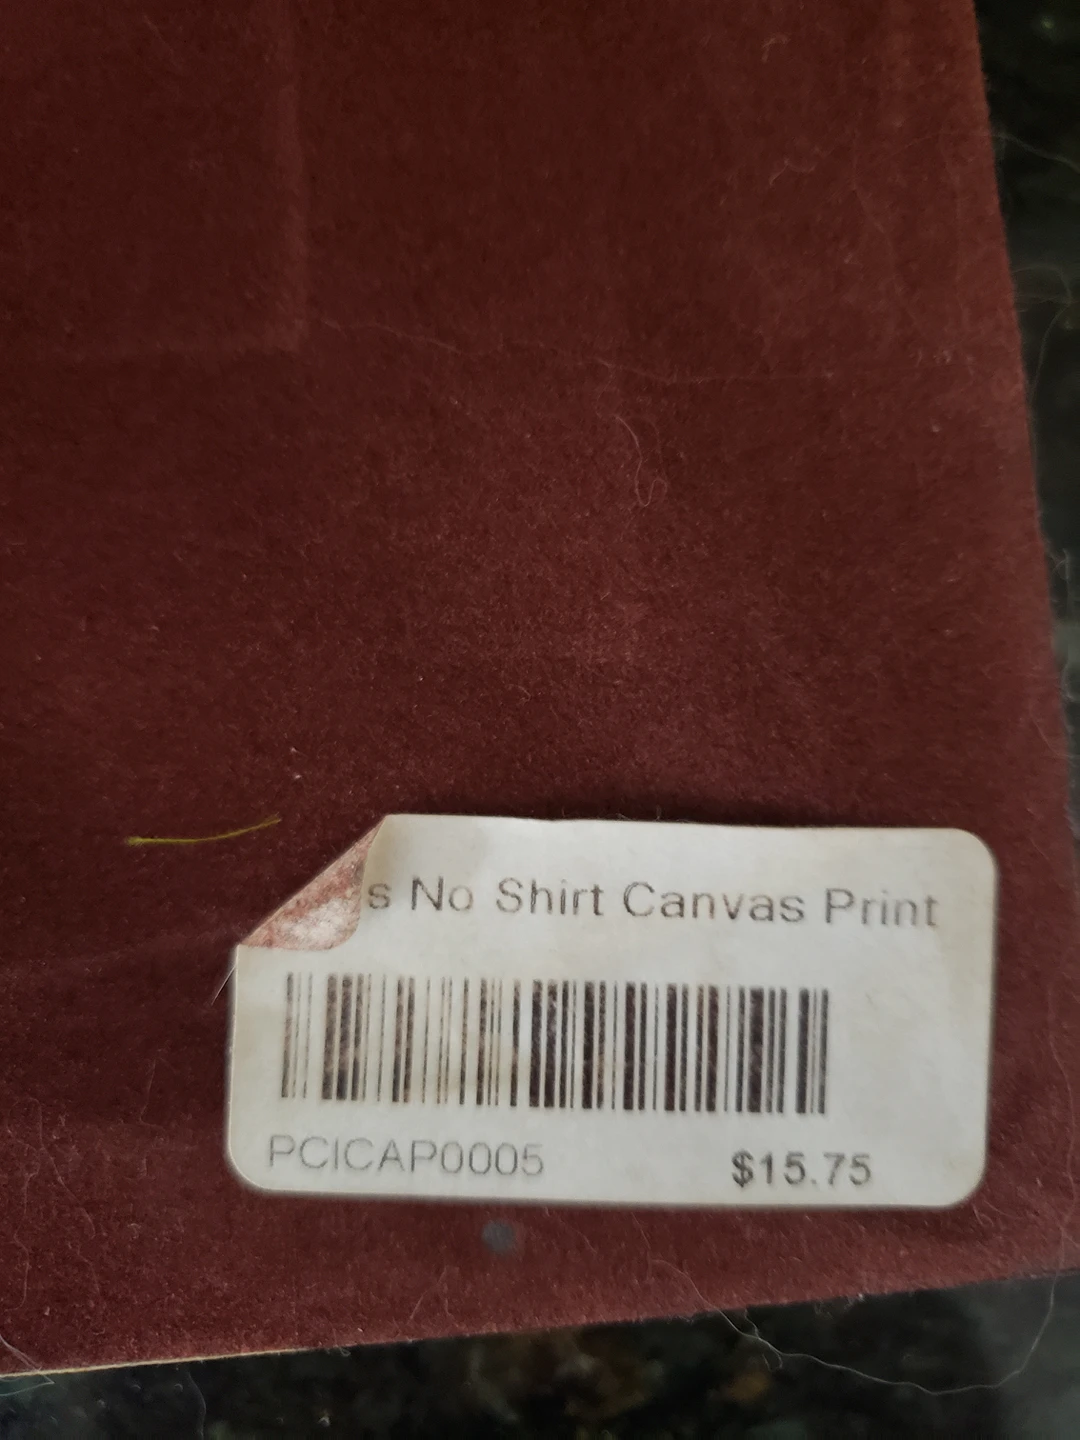 s No Shirt Canvas Print
PCICAP0005
$15.75